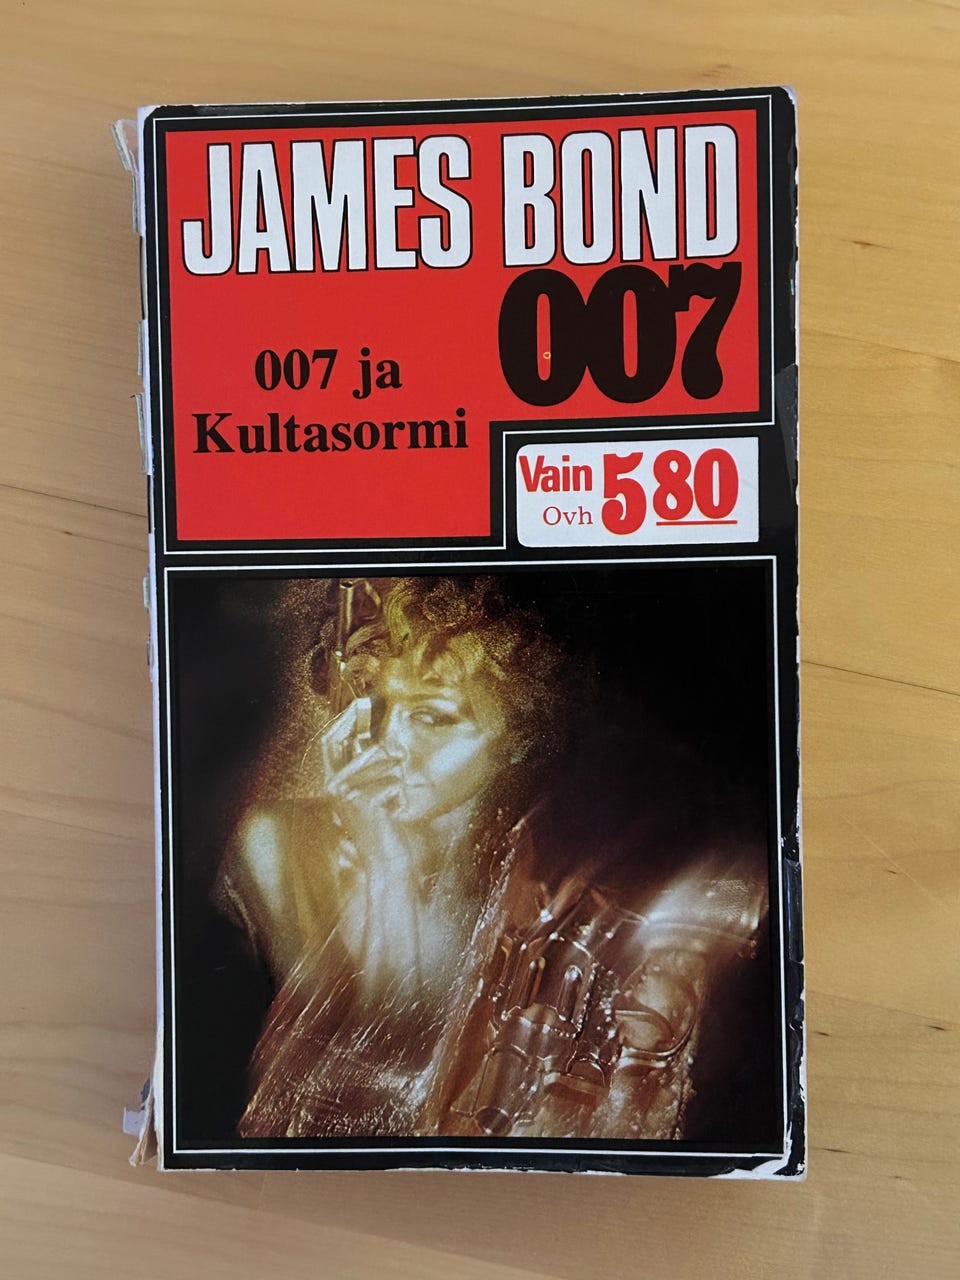 JAMES BOND
007
007 ja
Kultasormi
Vain 580
Ovh